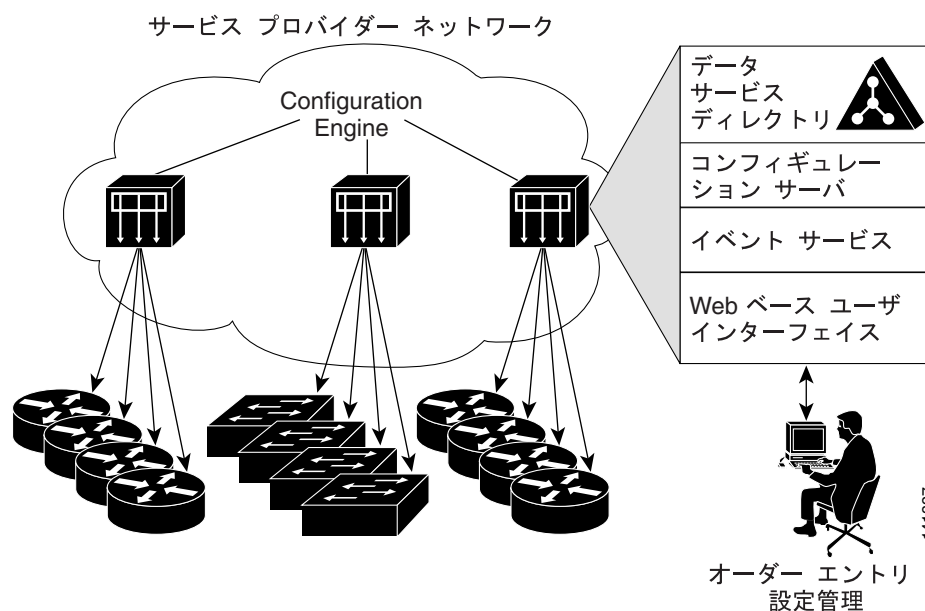 サービス プロバイダー ネットワーク
Configuration
Engine
データ
サービス
ディレクトリ
コンフィギュレー
ション サーバ
イベント サービス
Web ベース ユーザ
インターフェイス
オーダー エントリ
設定管理